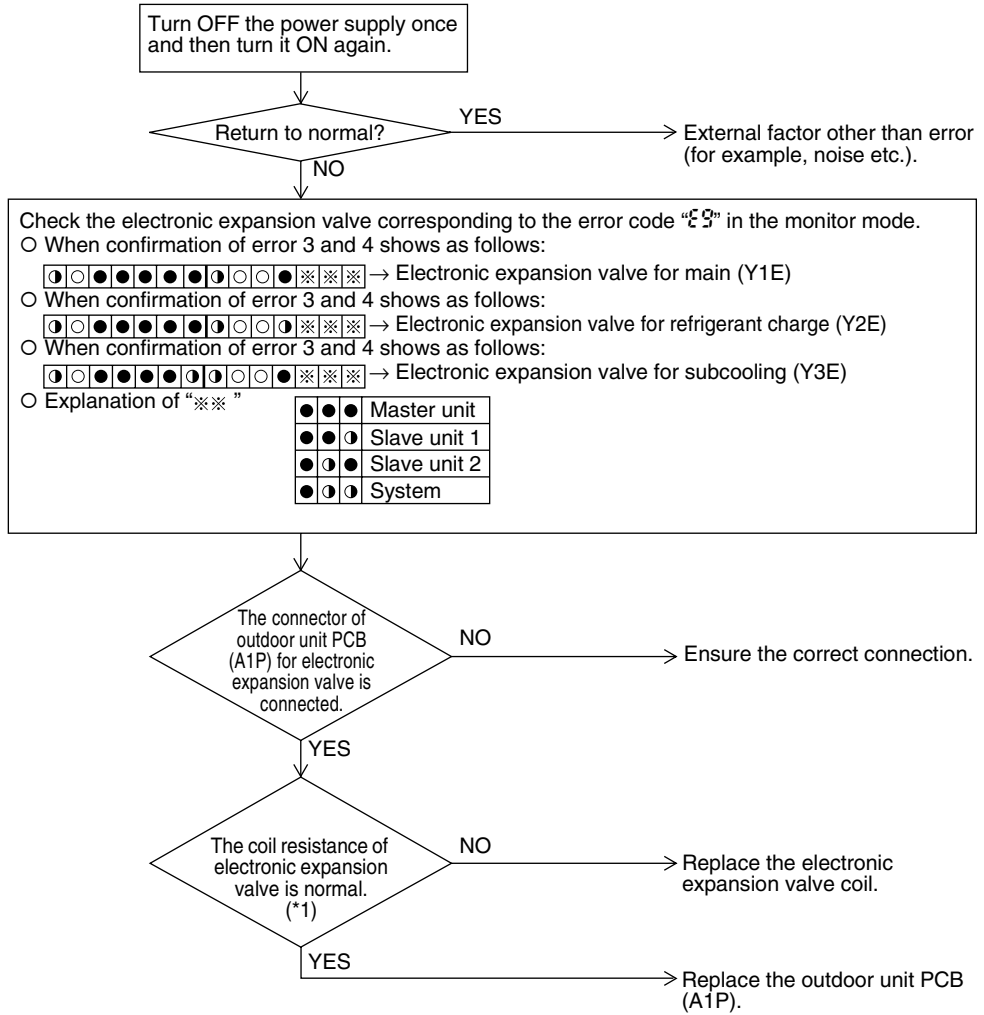 Turn OFF the power supply once
and then turn it ON again.
Return to normal?
YES
External factor other than error
(for example, noise etc.).
NO
Check the electronic expansion valve corresponding to the error code “E9” in the monitor mode.
○ When confirmation of error 3 and 4 shows as follows:
◑○●●●●●◑○○●※※※ → Electronic expansion valve for main (Y1E)
○ When confirmation of error 3 and 4 shows as follows:
◑○●●●●●◑○○◑※※※ → Electronic expansion valve for refrigerant charge (Y2E)
○ When confirmation of error 3 and 4 shows as follows:
◑○●●●●◑◑○○●※※※ → Electronic expansion valve for subcooling (Y3E)
○ Explanation of “※※ ”
●●● Master unit
●●◑ Slave unit 1
●◑● Slave unit 2
●◑◑ System
The connector of
outdoor unit PCB
(A1P) for electronic
expansion valve is
connected.
NO
Ensure the correct connection.
YES
The coil resistance of
electronic expansion
valve is normal.
(*1)
NO
Replace the electronic
expansion valve coil.
YES
Replace the outdoor unit PCB
(A1P).